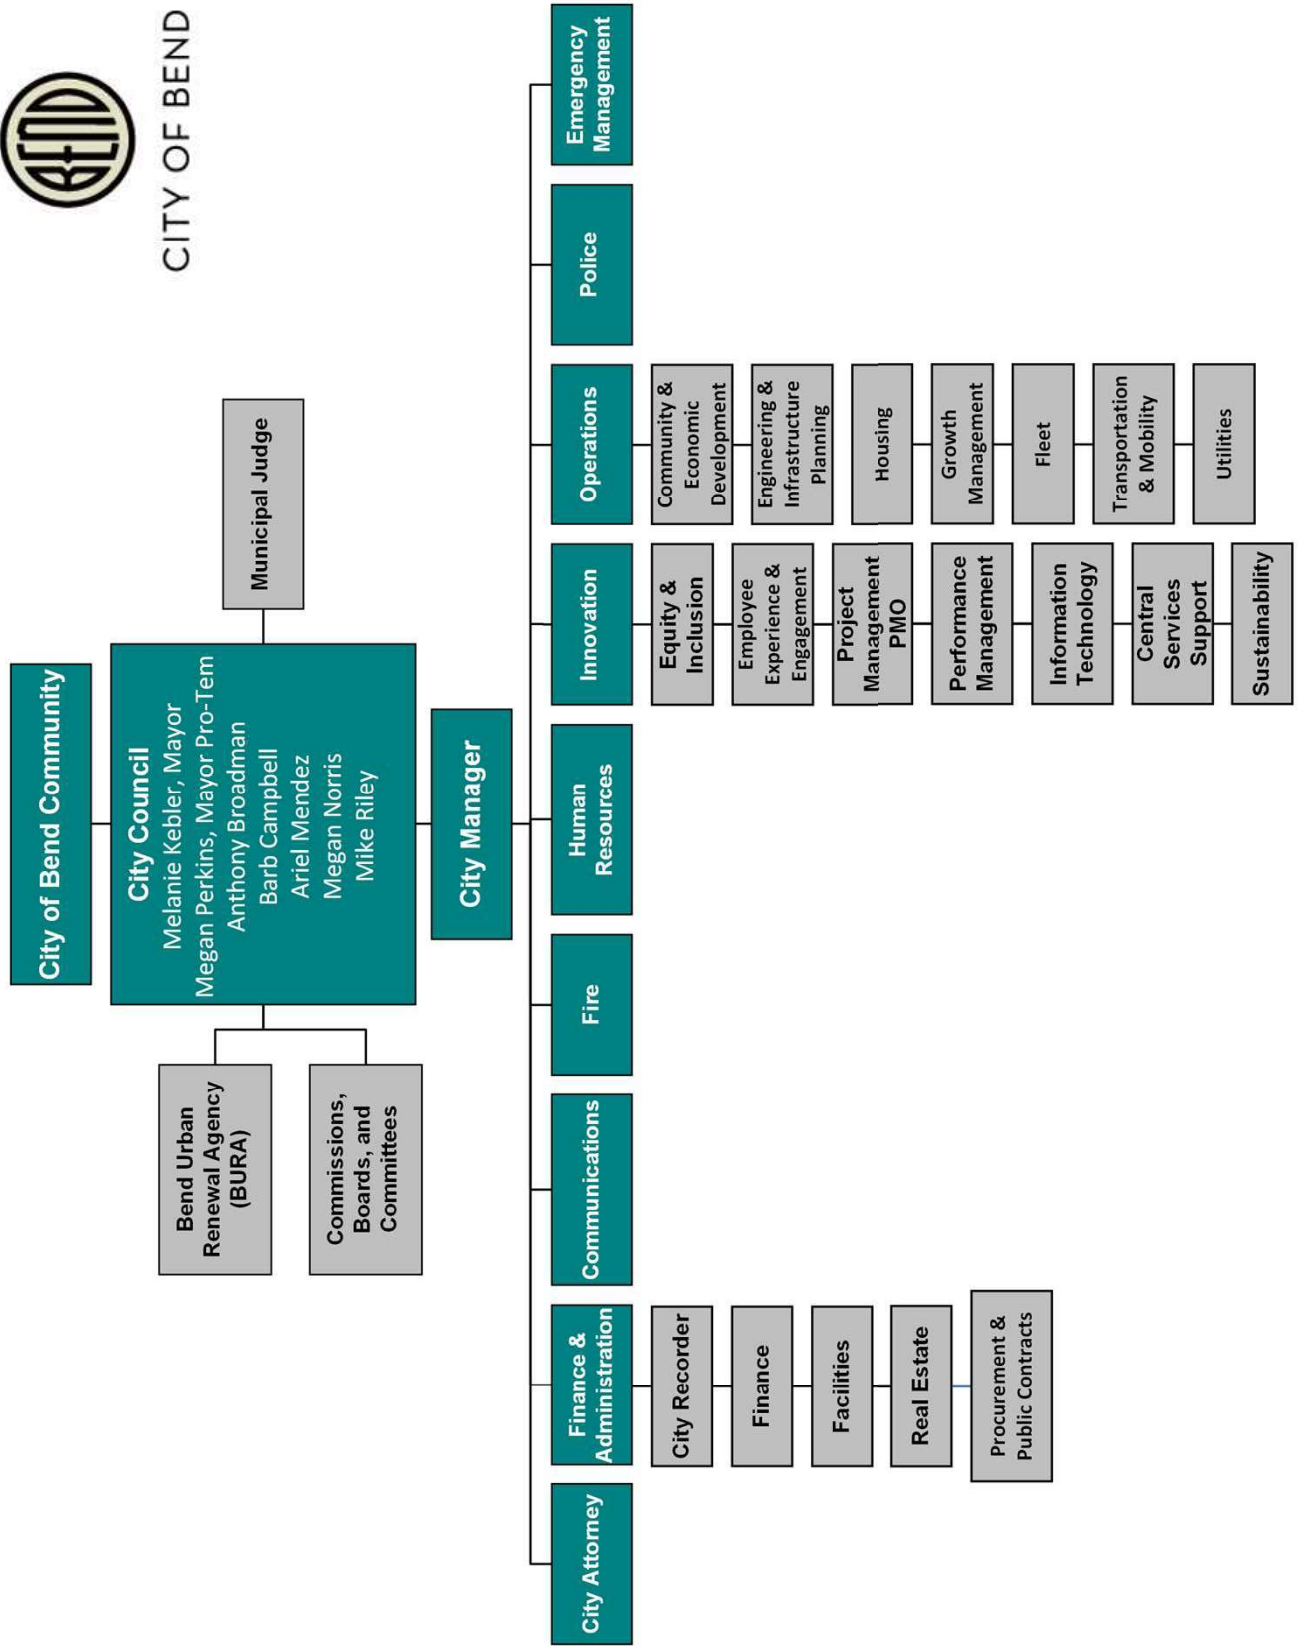 BEND
CITY OF BEND
City of Bend Community
City Council
Melanie Kebler, Mayor
Megan Perkins, Mayor Pro-Tem
Anthony Broadman
Barb Campbell
Ariel Mendez
Megan Norris
Mike Riley
Bend Urban
Renewal Agency
(BURA)
Commissions,
Boards, and
Committees
Municipal Judge
City Manager
City Attorney
Finance &
Administration
City Recorder
Finance
Facilities
Real Estate
Procurement &
Public Contracts
Communications
Fire
Human
Resources
Innovation
Equity &
Inclusion
Employee
Experience &
Engagement
Project
Management
PMO
Performance
Management
Information
Technology
Central
Services
Support
Sustainability
Operations
Community &
Economic
Development
Engineering &
Infrastructure
Planning
Housing
Growth
Management
Fleet
Transportation
& Mobility
Utilities
Police
Emergency
Management